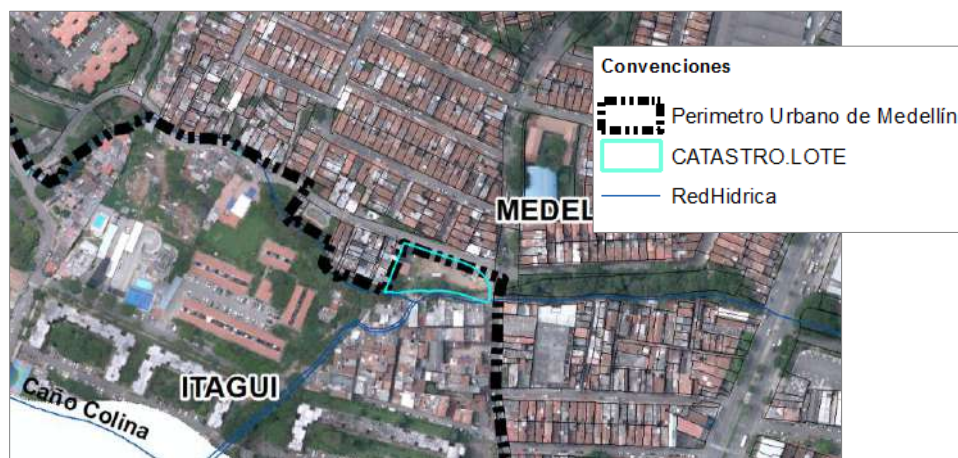 Convenciones
Perimetro Urbano de Medellín
CATASTRO.LOTE
RedHidrica
MEDEL
ITAGUI
Caño Colina